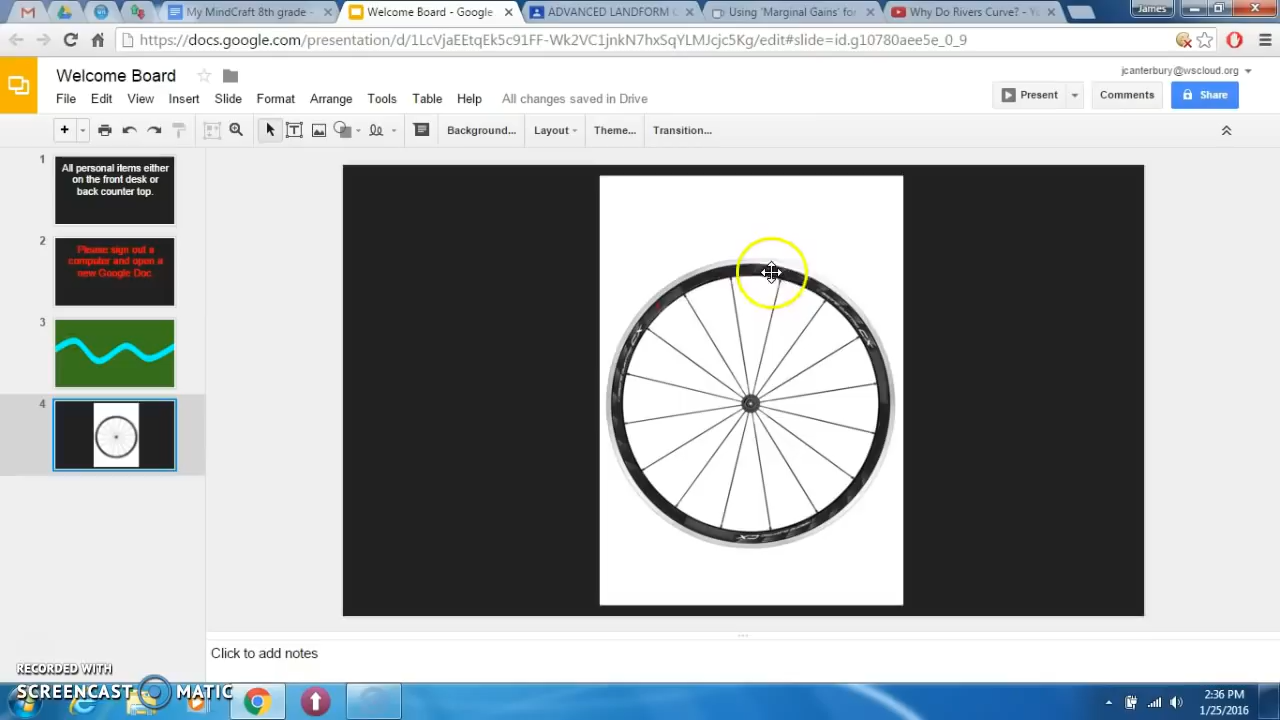 My MindCraft 8th grade -
Welcome Board - Google
ADVANCED LANDFORM
Using 'Marginal Gains' for
Why Do Rivers Curve? - Y
James
https://docs.google.com/presentation/d/1LcVjaEEtqEk5c91FF-Wk2VC1jnkN7hxSqYLMJcjc5Kg/edit#slide=id.g10780aee5e_0_9
Welcome Board
jcanterbury@wscloud.org
File Edit View Insert Slide Format Arrange Tools Table Help All changes saved in Drive
Present Comments Share
Background... Layout Theme... Transition...
1
All personal items either
on the front desk or
back counter top.
2
Please sign out a
computer and open a
new Google Doc
3
4
Click to add notes
RECORDED WITH
SCREENCAST MATIC
2:36 PM
1/25/2016